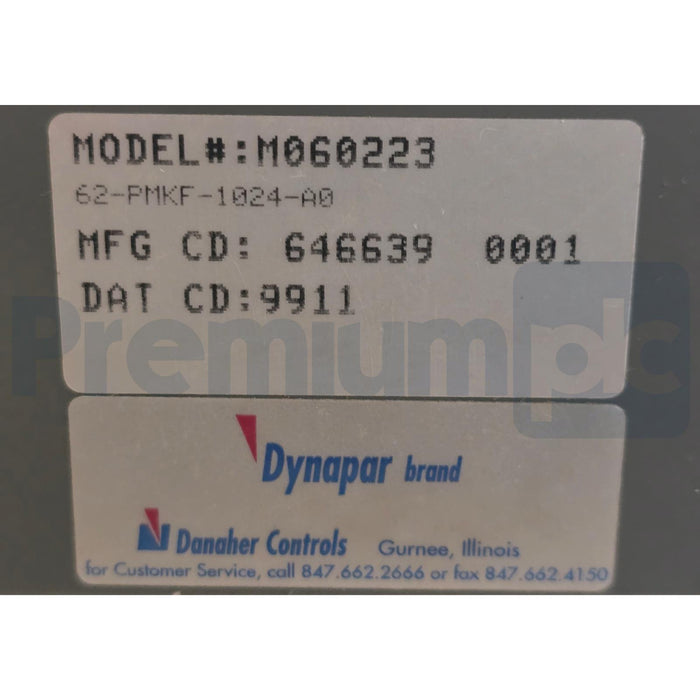 MODEL#:M060223
62-PMKF-1024-A0
MFG CD: 646639 0001
DAT CD:9911
Premiumplc
Dynapar brand
Danaher Controls Gurnee, Illinois
for Customer Service, call 847.662.2666 or fax 847.662.4150